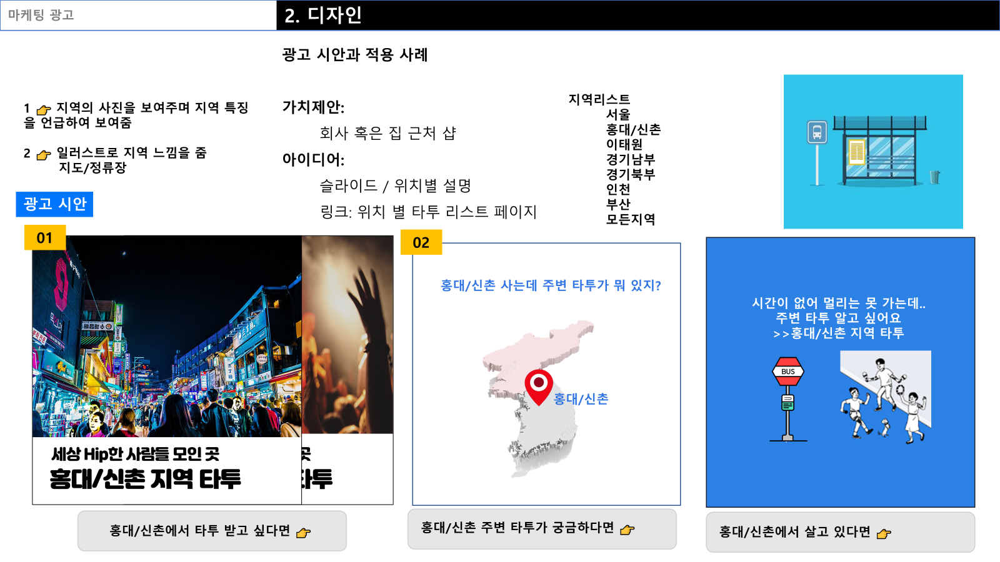 마케팅 광고
2. 디자인
광고 시안과 적용 사례
1 👉 지역의 사진을 보여주며 지역 특징
을 언급하여 보여줌
2 👉 일러스트로 지역 느낌을 줌
지도/정류장
가치제안:
회사 혹은 집 근처 샵
아이디어:
슬라이드 / 위치별 설명
링크: 위치 별 타투 리스트 페이지
지역리스트
서울
홍대/신촌
이태원
경기남부
경기북부
인천
부산
모든지역
광고 시안
01
세상 Hip한 사람들 모인 곳
홍대/신촌 지역 타투
곳
타투
홍대/신촌에서 타투 받고 싶다면 👉
02
홍대/신촌 사는데 주변 타투가 뭐 있지?
홍대/신촌
홍대/신촌 주변 타투가 궁금하다면 👉
시간이 없어 멀리는 못 가는데..
주변 타투 알고 싶어요
>>홍대/신촌 지역 타투
BUS
홍대/신촌에서 살고 있다면 👉